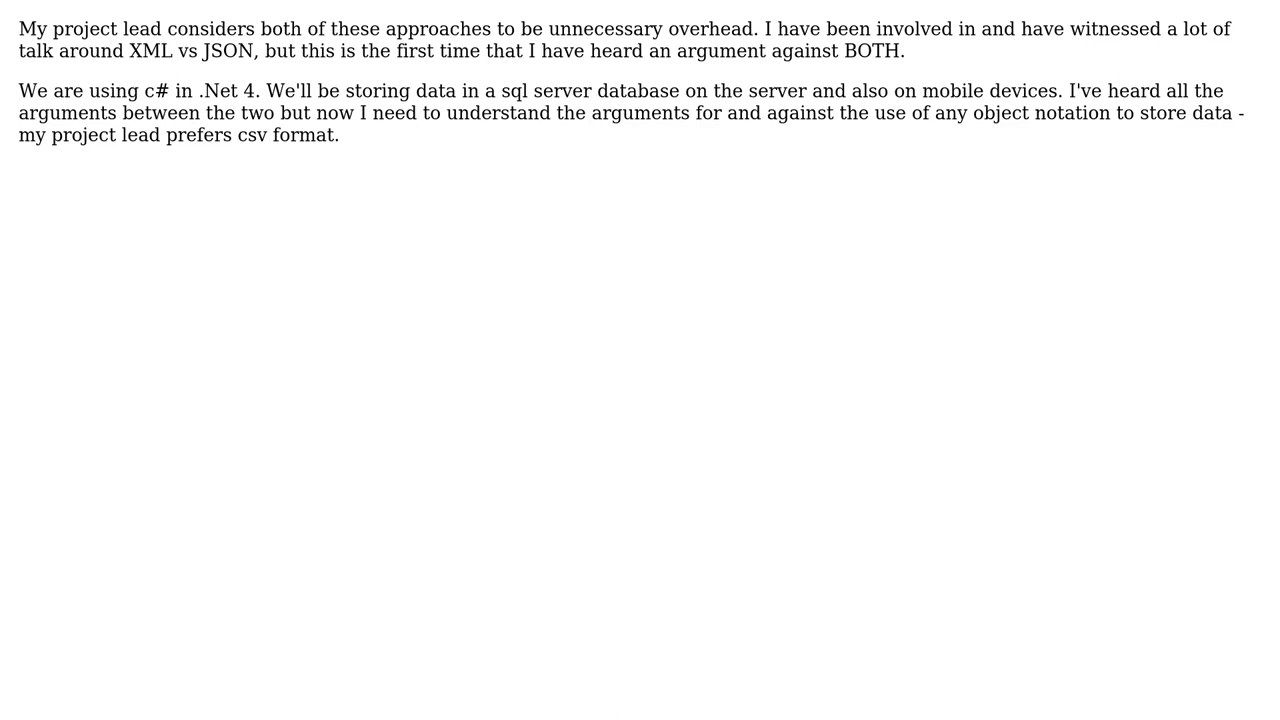 My project lead considers both of these approaches to be unnecessary overhead. I have been involved in and have witnessed a lot of
talk around XML vs JSON, but this is the first time that I have heard an argument against BOTH.
We are using c# in .Net 4. We'll be storing data in a sql server database on the server and also on mobile devices. I've heard all the
arguments between the two but now I need to understand the arguments for and against the use of any object notation to store data -
my project lead prefers csv format.